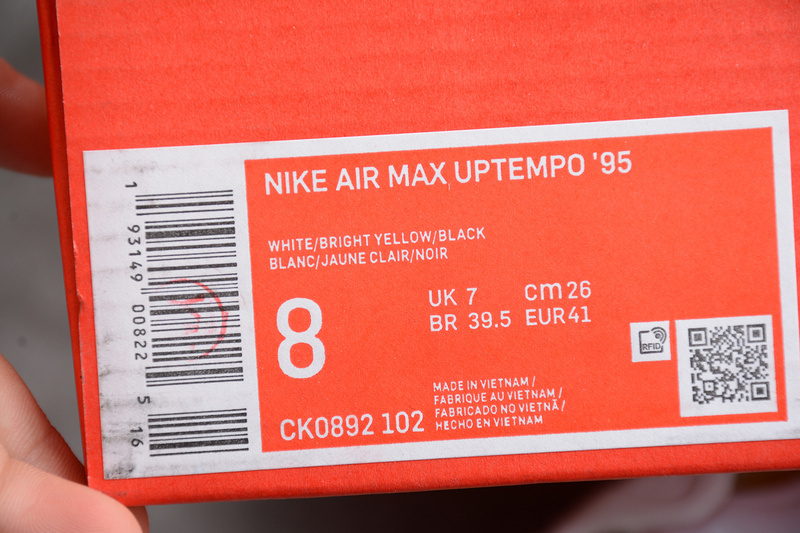 NIKE AIR MAX UPTEMPO '95
WHITE/BRIGHT YELLOW/BLACK
BLANC/JAUNE CLAIR/NOIR
8
UK 7 cm 26
BR 39.5 EUR 41
RFID
MADE IN VIETNAM /
FABRIQUE AU VIETNAM /
FABRICADO NO VIETNÃ /
HECHO EN VIETNAM
CK0892 102
1 93149 00822 5 16